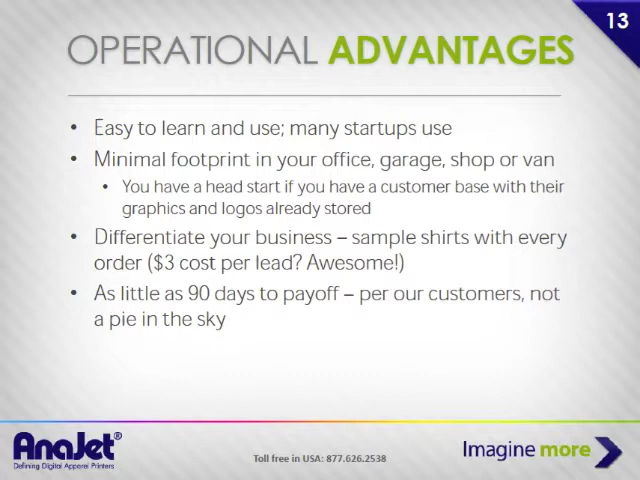 13
OPERATIONAL ADVANTAGES
• Easy to learn and use; many startups use
• Minimal footprint in your office, garage, shop or van
• You have a head start if you have a customer base with their
graphics and logos already stored
• Differentiate your business – sample shirts with every
order ($3 cost per lead? Awesome!)
• As little as 90 days to payoff – per our customers, not
a pie in the sky
AnaJet®
Defining Digital Apparel Printers
Toll free in USA: 877.626.2538
Imagine more